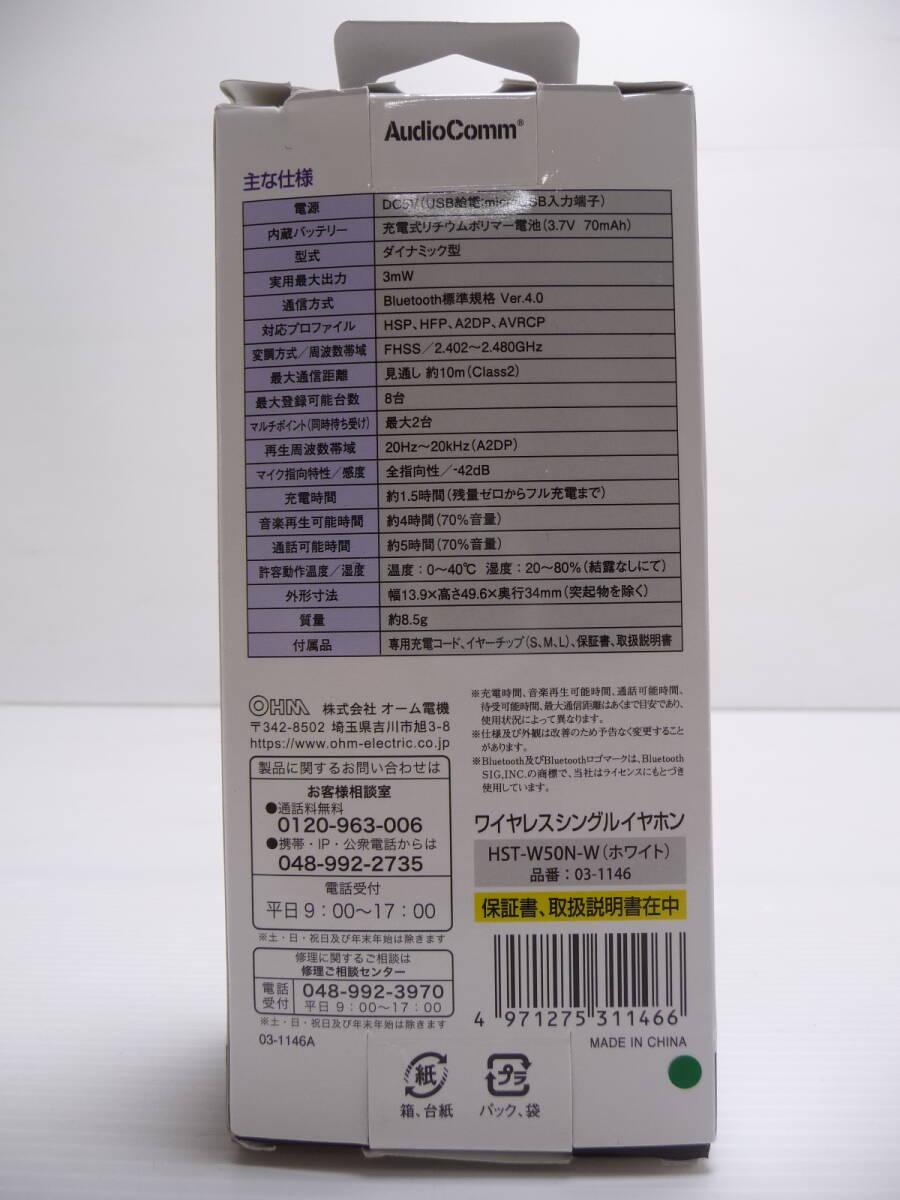 AudioComm®
主な仕様
電源 DC5V(USB給電:microUSB入力端子)
内蔵バッテリー 充電式リチウムポリマー電池(3.7V 70mAh)
型式 ダイナミック型
実用最大出力 3mW
通信方式 Bluetooth標準規格 Ver.4.0
対応プロファイル HSP、HFP、A2DP、AVRCP
変調方式/周波数帯域 FHSS/2.402〜2.480GHz
最大通信距離 見通し 約10m(Class2)
最大登録可能台数 8台
マルチポイント(同時待ち受け) 最大2台
再生周波数帯域 20Hz〜20kHz(A2DP)
マイク指向特性/感度 全指向性/-42dB
充電時間 約1.5時間(残量ゼロからフル充電まで)
音楽再生可能時間 約4時間(70%音量)
通話可能時間 約5時間(70%音量)
許容動作温度/湿度 温度:0〜40℃ 湿度:20〜80%(結露なしにて)
外形寸法 幅13.9×高さ49.6×奥行34mm(突起物を除く)
質量 約8.5g
付属品 専用充電コード、イヤーチップ(S、M、L)、保証書、取扱説明書
OHM 株式会社 オーム電機
〒342-8502 埼玉県吉川市旭3-8
https://www.ohm-electric.co.jp
製品に関するお問い合わせは
お客様相談室
●通話料無料
0120-963-006
●携帯・IP・公衆電話からは
048-992-2735
電話受付
平日 9:00〜17:00
※土・日・祝日及び年末年始は除きます
修理に関するご相談は
修理ご相談センター
電話受付 048-992-3970
平日 9:00〜17:00
※土・日・祝日及び年末年始は除きます
03-1146A
※充電時間、音楽再生可能時間、通話可能時間、
待受可能時間、最大通信距離はあくまで目安であり、
使用状況によって異なります。
※仕様及び外観は改善のため予告なく変更すること
があります。
※Bluetooth及びBluetoothロゴマークは、Bluetooth
SIG,INC.の商標で、当社はライセンスにもとづき
使用しています。
ワイヤレスシングルイヤホン
HST-W50N-W(ホワイト)
品番:03-1146
保証書、取扱説明書在中
4 971275 311466
MADE IN CHINA
紙
箱、台紙
プラ
パック、袋